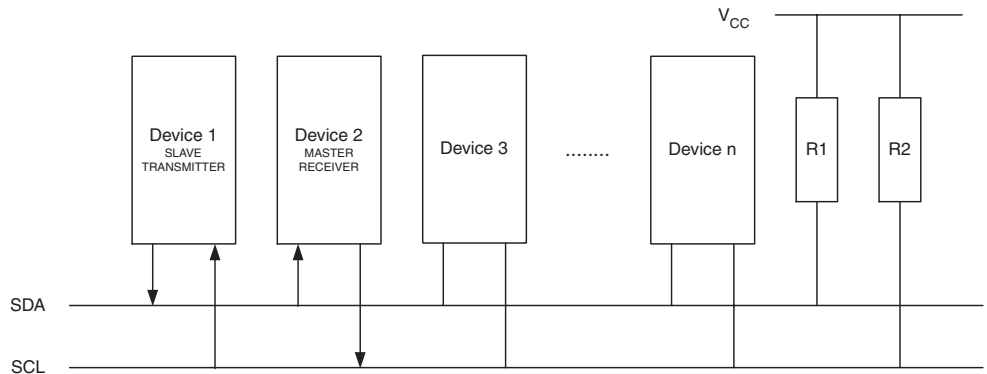 VCC
Device 1
SLAVE
TRANSMITTER
Device 2
MASTER
RECEIVER
Device 3
........
Device n
R1
R2
SDA
SCL